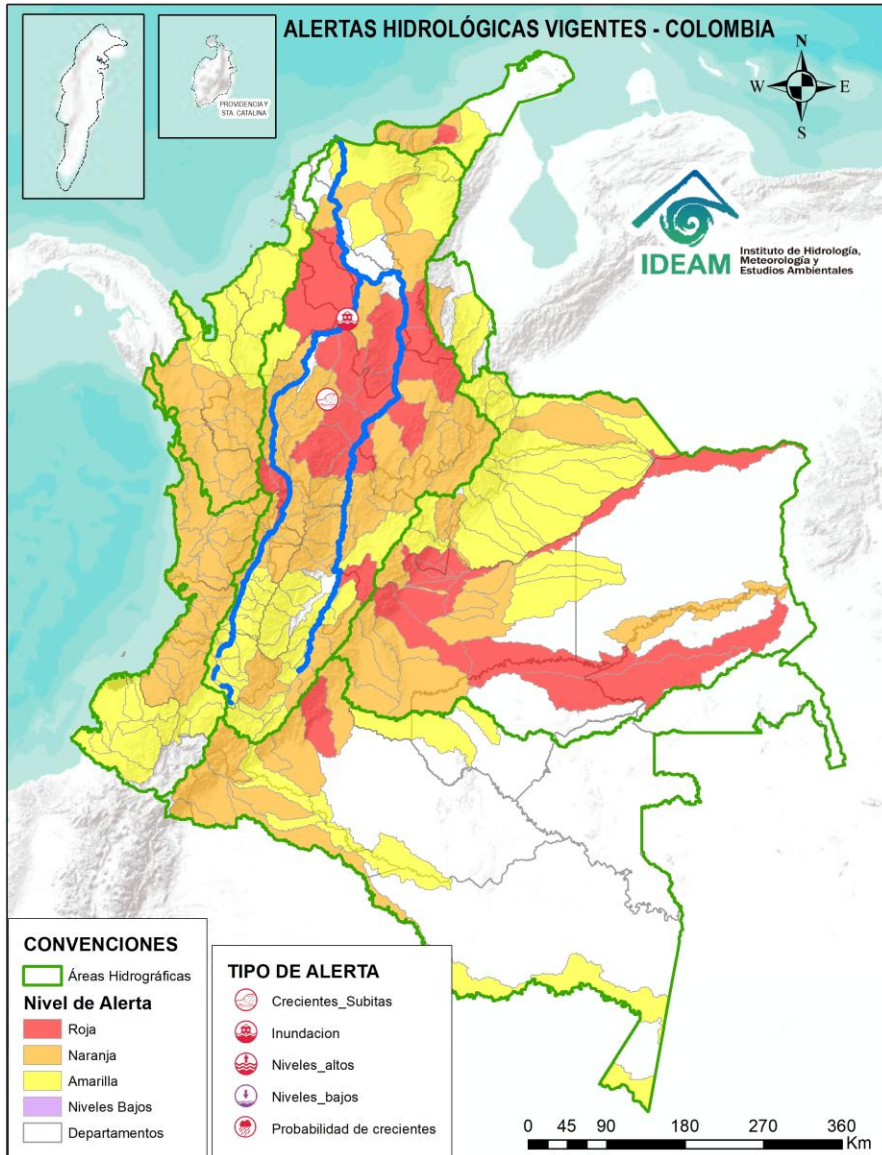 ALERTAS HIDROLÓGICAS VIGENTES - COLOMBIA
PROVIDENCIA Y
STA. CATALINA
N
W
E
S
IDEAM
Instituto de Hidrología,
Meteorología y
Estudios Ambientales
CONVENCIONES
Áreas Hidrográficas
Nivel de Alerta
Roja
Naranja
Amarilla
Niveles Bajos
Departamentos
TIPO DE ALERTA
Crecientes_Subitas
Inundacion
Niveles_altos
Niveles_bajos
Probabilidad de crecientes
0 45 90 180 270 360
Km